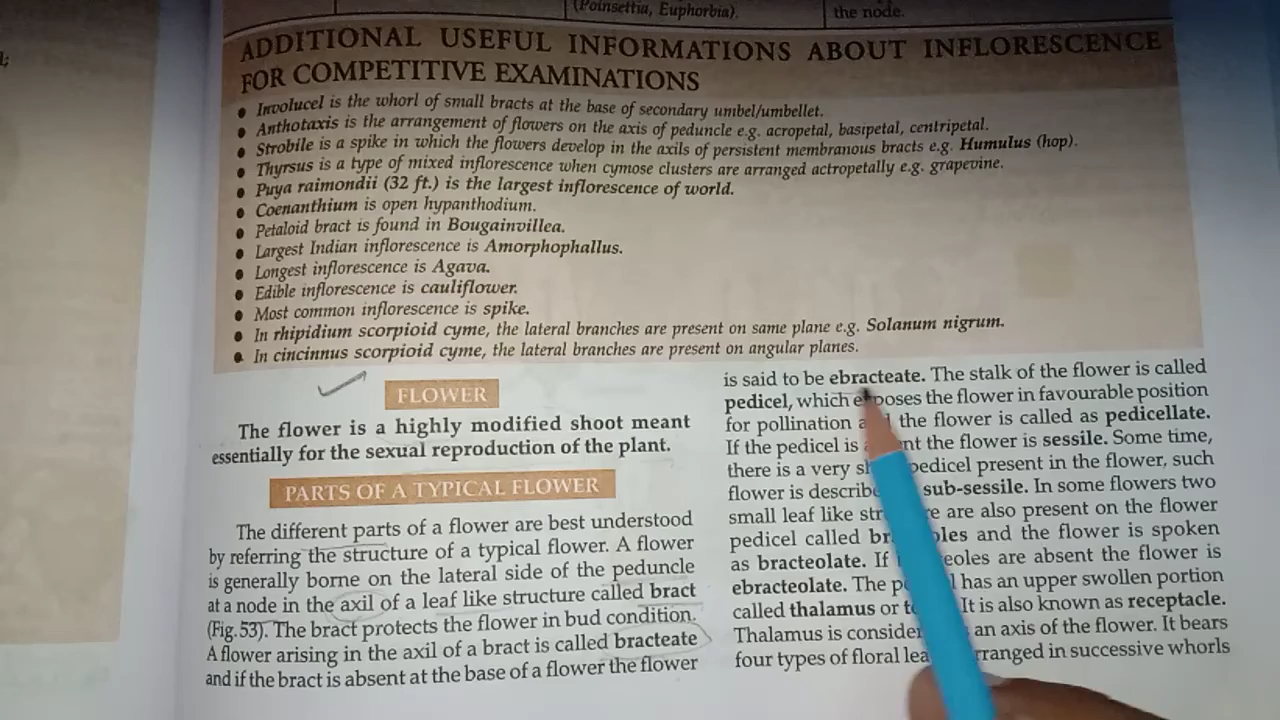 l;
(Poinsettia, Euphorbia).
the node.
ADDITIONAL USEFUL INFORMATIONS ABOUT INFLORESCENCE
FOR COMPETITIVE EXAMINATIONS
• Involucel is the whorl of small bracts at the base of secondary umbel/umbellet.
• Anthotaxis is the arrangement of flowers on the axis of peduncle e.g. acropetal, basipetal, centripetal.
• Strobile is a spike in which the flowers develop in the axils of persistent membranous bracts e.g. Humulus (hop).
• Thyrsus is a type of mixed inflorescence when cymose clusters are arranged actropetally e.g. grapevine.
• Puya raimondii (32 ft.) is the largest inflorescence of world.
• Coenanthium is open hypanthodium.
• Petaloid bract is found in Bougainvillea.
• Largest Indian inflorescence is Amorphophallus.
• Longest inflorescence is Agava.
• Edible inflorescence is cauliflower.
• Most common inflorescence is spike.
• In rhipidium scorpioid cyme, the lateral branches are present on same plane e.g. Solanum nigrum.
• In cincinnus scorpioid cyme, the lateral branches are present on angular planes.
FLOWER
The flower is a highly modified shoot meant
essentially for the sexual reproduction of the plant.
PARTS OF A TYPICAL FLOWER
The different parts of a flower are best understood
by referring the structure of a typical flower. A flower
is generally borne on the lateral side of the peduncle
at a node in the axil of a leaf like structure called bract
(Fig.53). The bract protects the flower in bud condition.
A flower arising in the axil of a bract is called bracteate
and if the bract is absent at the base of a flower the flower
is said to be ebracteate. The stalk of the flower is called
pedicel, which exposes the flower in favourable position
for pollination the flower is called as pedicellate.
If the pedicel is the flower is sessile. Some time,
there is a very pedicel present in the flower, such
flower is sub-sessile. In some flowers two
small leaf like are also present on the flower
pedicel called and the flower is spoken
as bracteolate. If are absent the flower is
ebracteolate. The has an upper swollen portion
called thalamus or It is also known as receptacle.
Thalamus is an axis of the flower. It bears
four types of floral arranged in successive whorls